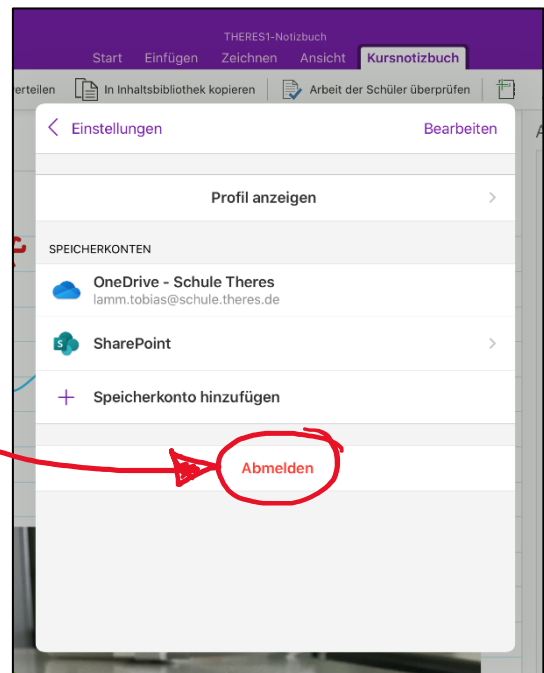 THERES1-Notizbuch
Start Einfügen Zeichnen Ansicht Kursnotizbuch
erteilen In Inhaltsbibliothek kopieren Arbeit der Schüler überprüfen
Einstellungen Bearbeiten
Profil anzeigen
SPEICHERKONTEN
OneDrive - Schule Theres
lamm.tobias@schule.theres.de
S SharePoint
Speicherkonto hinzufügen
Abmelden